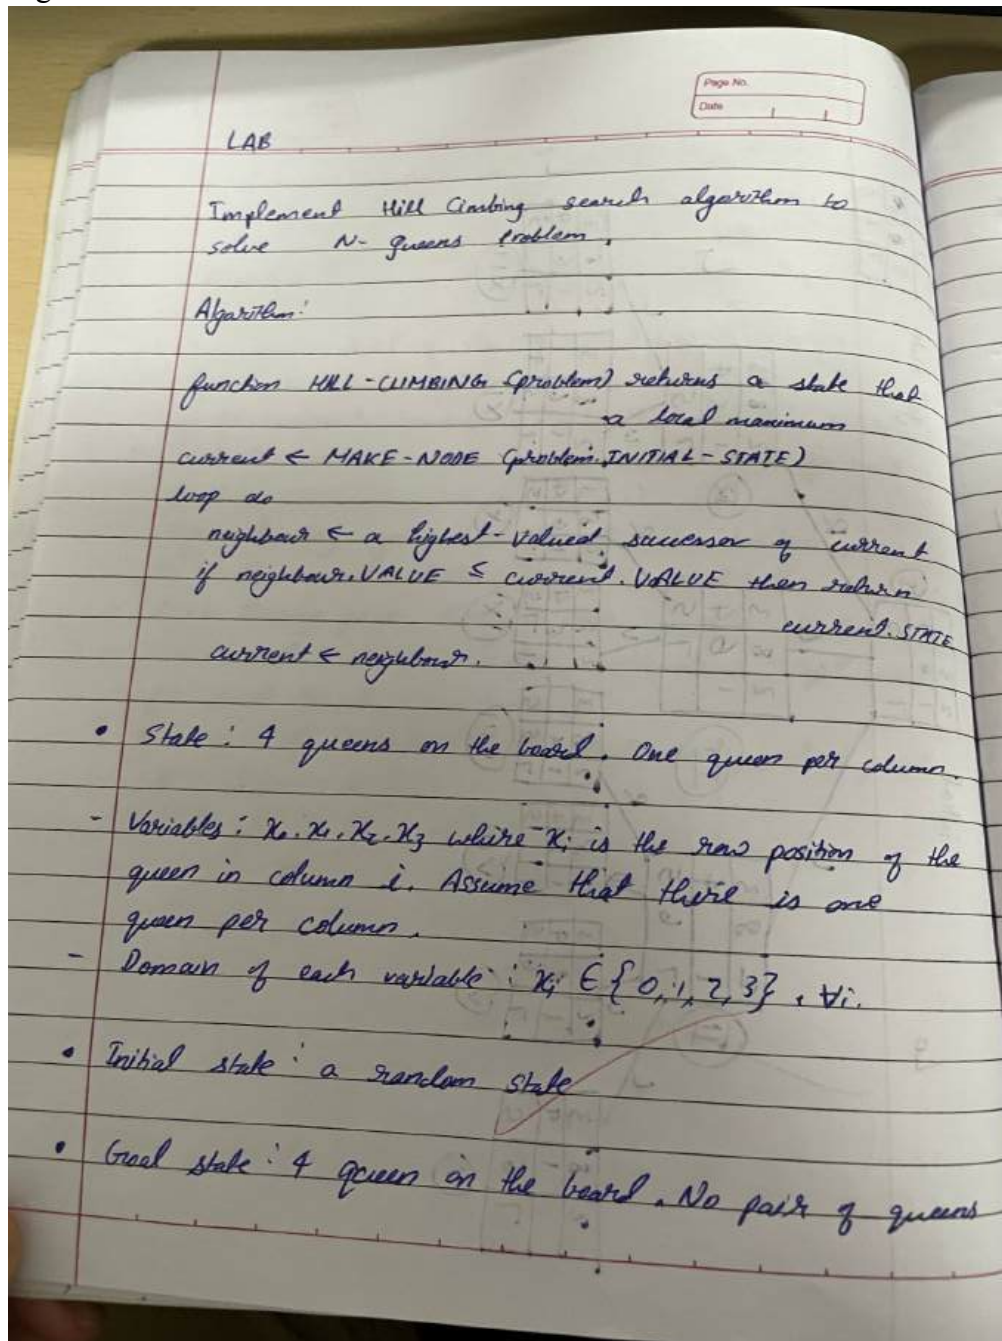 Page No.
Date
LAB
Implement Hill Cimbing search algorithm to
solve N-Queens problem.
Algorithm:
function HILL-CLIMBING (problem) returns a state that
a local maximum
current ← MAKE-NODE (problem.INITIAL-STATE)
loop do
neighbour ← a highest-valued successor of current
if neighbour.VALUE ≤ current.VALUE then return
current.STATE
current ← neighbour.
• State: 4 queens on the board. One queen per column.
- Variables: x₀, x₁, x₂, x₃ where xᵢ is the row position of the
queen in column i. Assume that there is one
queen per column.
- Domain of each variable: xᵢ ∈ {0, 1, 2, 3}, ∀i.
• Initial state: a random state
• Goal state: 4 queen on the board. No pair of queens